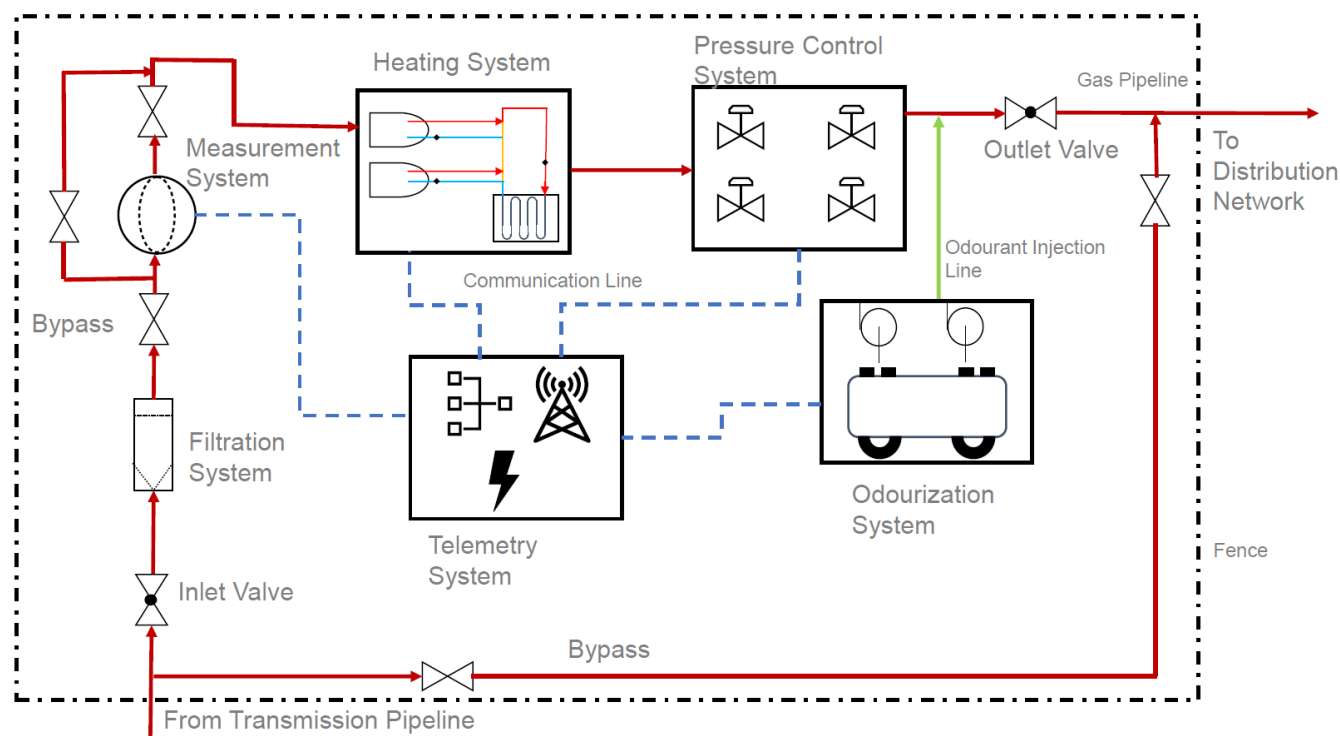 Heating System
Pressure Control
System
Gas Pipeline
Measurement
System
Outlet Valve
To
Distribution
Network
Communication Line
Odourant Injection
Line
Bypass
Filtration
System
Odourization
System
Telemetry
System
Fence
Inlet Valve
Bypass
From Transmission Pipeline